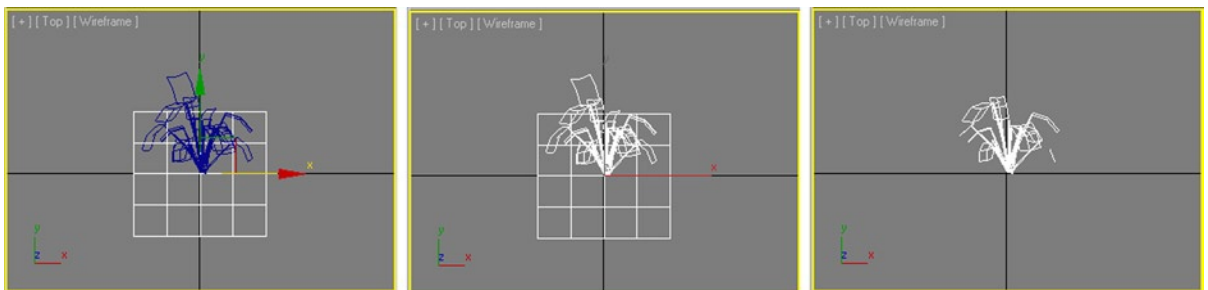 [ + ] [ Top ] [ Wireframe ]
y
x
y
z
x
[ + ] [ Top ] [ Wireframe ]
y
x
y
z
x
[ + ] [ Top ] [ Wireframe ]
y
z
x